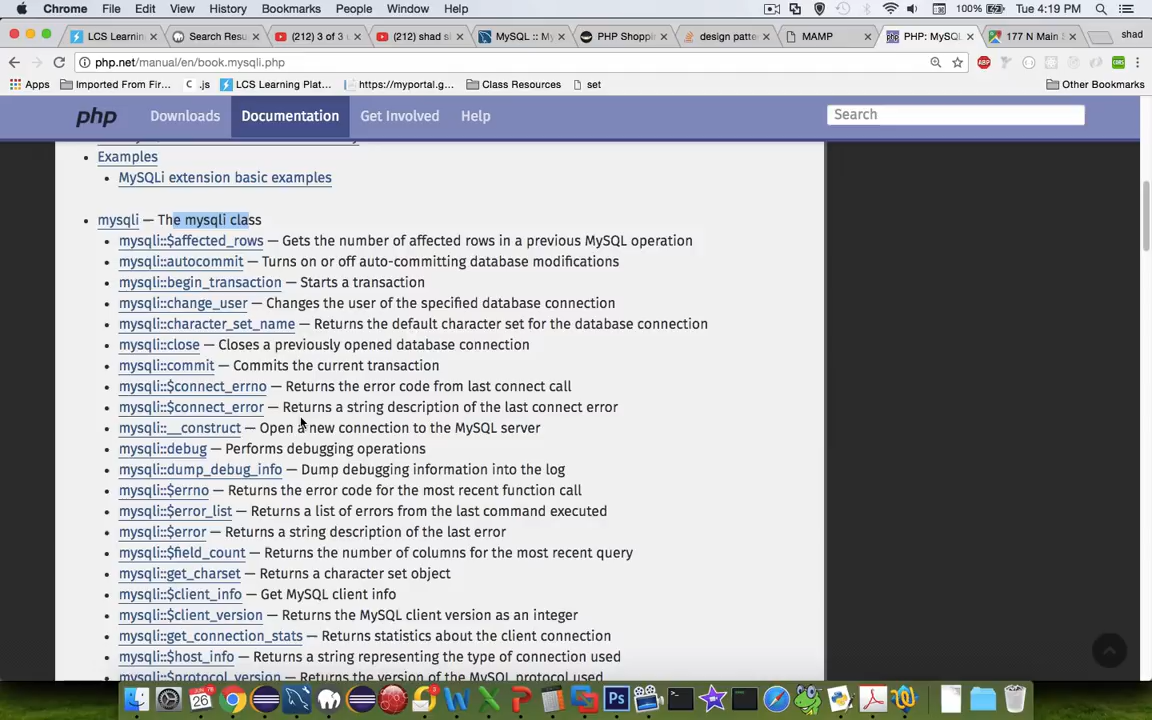 Chrome File Edit View History Bookmarks People Window Help 100% Tue 4:19 PM
LCS Learnin Search Resu (212) 3 of 3 (212) shad s MySQL :: My PHP Shoppi design patter MAMP PHP: MySQL 177 N Main shad
php.net/manual/en/book.mysqli.php
Apps Imported From Fir... .js LCS Learning Plat... https://myportal.g... Class Resources set Other Bookmarks
php Downloads Documentation Get Involved Help Search
Examples
MySQLi extension basic examples
mysqli — The mysqli class
mysqli::$affected_rows — Gets the number of affected rows in a previous MySQL operation
mysqli::autocommit — Turns on or off auto-committing database modifications
mysqli::begin_transaction — Starts a transaction
mysqli::change_user — Changes the user of the specified database connection
mysqli::character_set_name — Returns the default character set for the database connection
mysqli::close — Closes a previously opened database connection
mysqli::commit — Commits the current transaction
mysqli::$connect_errno — Returns the error code from last connect call
mysqli::$connect_error — Returns a string description of the last connect error
mysqli::__construct — Open a new connection to the MySQL server
mysqli::debug — Performs debugging operations
mysqli::dump_debug_info — Dump debugging information into the log
mysqli::$errno — Returns the error code for the most recent function call
mysqli::$error_list — Returns a list of errors from the last command executed
mysqli::$error — Returns a string description of the last error
mysqli::$field_count — Returns the number of columns for the most recent query
mysqli::get_charset — Returns a character set object
mysqli::$client_info — Get MySQL client info
mysqli::$client_version — Returns the MySQL client version as an integer
mysqli::get_connection_stats — Returns statistics about the client connection
mysqli::$host_info — Returns a string representing the type of connection used
mysqli::$protocol_version — Returns the version of the MySQL protocol used